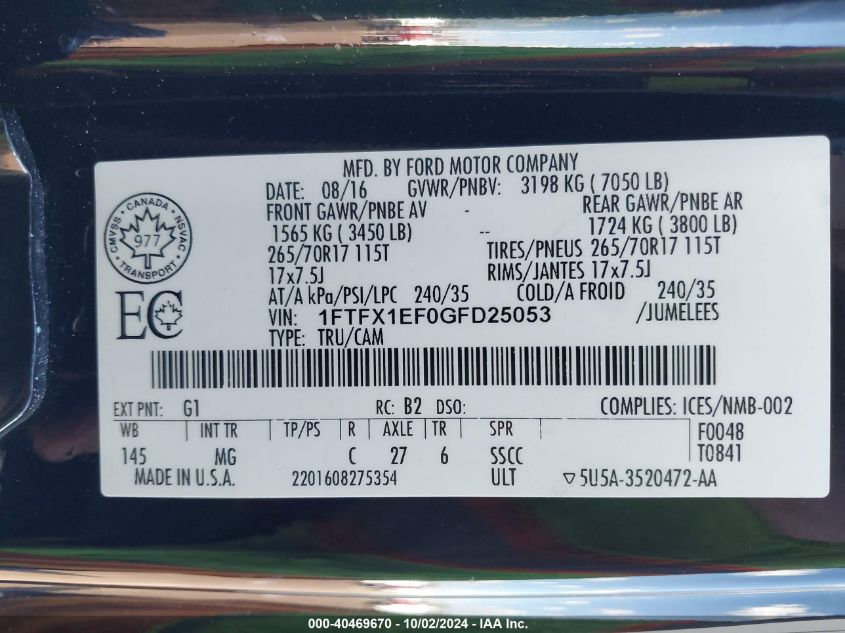 MFD. BY FORD MOTOR COMPANY
DATE: 08/16 GVWR/PNBV: 3198 KG ( 7050 LB)
FRONT GAWR/PNBE AV - REAR GAWR/PNBE AR
1565 KG ( 3450 LB) -- 1724 KG ( 3800 LB)
265/70R17 115T TIRES/PNEUS 265/70R17 115T
17x7.5J RIMS/JANTES 17x7.5J
AT/A kPa/PSI/LPC 240/35 COLD/A FROID 240/35
VIN: 1FTFX1EF0GFD25053 /JUMELEES
TYPE: TRU/CAM
CANADA
CMVSS NSVAC
977
TRANSPORT
EC
EXT PNT: G1 RC: B2 DSO: COMPLIES: ICES/NMB-002
WB INT TR TP/PS R AXLE TR SPR F0048
145 MG C 27 6 SSCC T0841
MADE IN U.S.A. 2201608275354 ULT ▽ 5U5A-3520472-AA
000-40469670 - 10/02/2024 - IAA Inc.